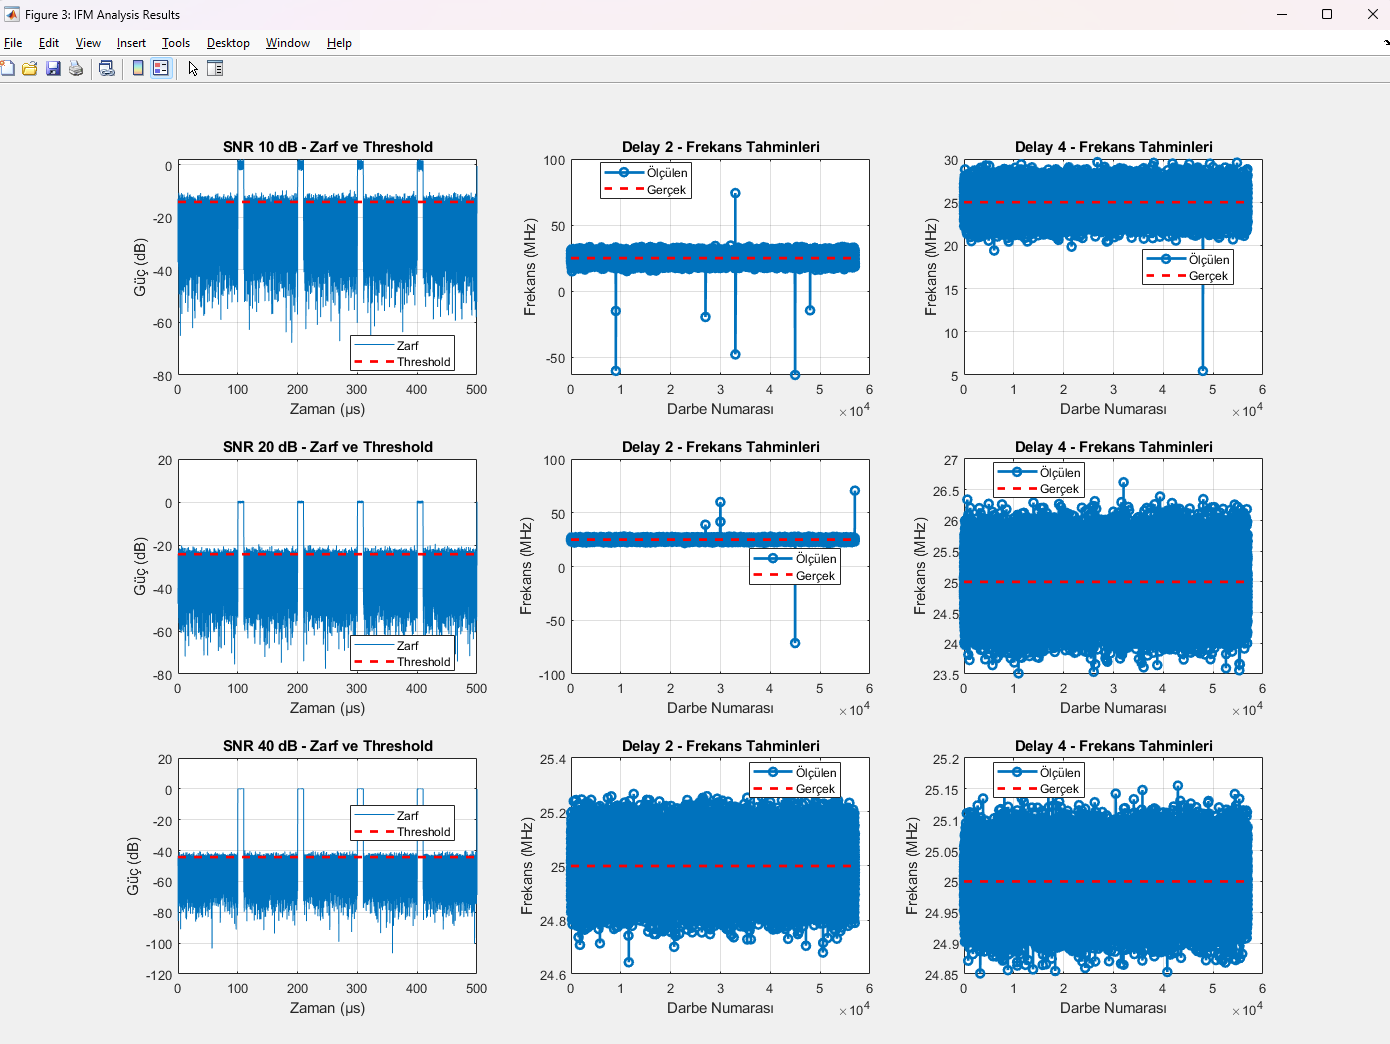 Figure 3: IFM Analysis Results
File Edit View Insert Tools Desktop Window Help
SNR 10 dB - Zarf ve Threshold
0
-20
-40
-60
-80
Güç (dB)
0 100 200 300 400 500
Zaman (µs)
Zarf
Threshold
Delay 2 - Frekans Tahminleri
100
50
0
-50
Frekans (MHz)
0 1 2 3 4 5 6
×10^4
Darbe Numarası
Ölçülen
Gerçek
Delay 4 - Frekans Tahminleri
30
25
20
15
10
5
Frekans (MHz)
0 1 2 3 4 5 6
×10^4
Darbe Numarası
Ölçülen
Gerçek
SNR 20 dB - Zarf ve Threshold
20
0
-20
-40
-60
-80
Güç (dB)
0 100 200 300 400 500
Zaman (µs)
Zarf
Threshold
Delay 2 - Frekans Tahminleri
100
50
0
-50
-100
Frekans (MHz)
0 1 2 3 4 5 6
×10^4
Darbe Numarası
Ölçülen
Gerçek
Delay 4 - Frekans Tahminleri
27
26.5
26
25.5
25
24.5
24
23.5
Frekans (MHz)
0 1 2 3 4 5 6
×10^4
Darbe Numarası
Ölçülen
Gerçek
SNR 40 dB - Zarf ve Threshold
20
0
-20
-40
-60
-80
-100
-120
Güç (dB)
0 100 200 300 400 500
Zaman (µs)
Zarf
Threshold
Delay 2 - Frekans Tahminleri
25.4
25.2
25
24.8
24.6
Frekans (MHz)
0 1 2 3 4 5 6
×10^4
Darbe Numarası
Ölçülen
Gerçek
Delay 4 - Frekans Tahminleri
25.2
25.15
25.1
25.05
25
24.95
24.9
24.85
Frekans (MHz)
0 1 2 3 4 5 6
×10^4
Darbe Numarası
Ölçülen
Gerçek